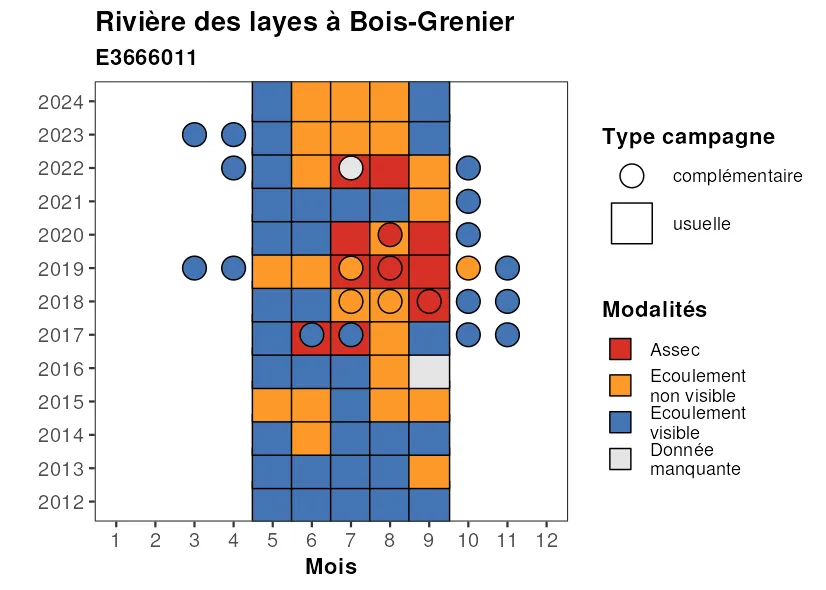 Rivière des layes à Bois-Grenier
E3666011
2024
2023
2022
2021
2020
2019
2018
2017
2016
2015
2014
2013
2012
1 2 3 4 5 6 7 8 9 10 11 12
Mois
Type campagne
complémentaire
usuelle
Modalités
Assec
Ecoulement
non visible
Ecoulement
visible
Donnée
manquante